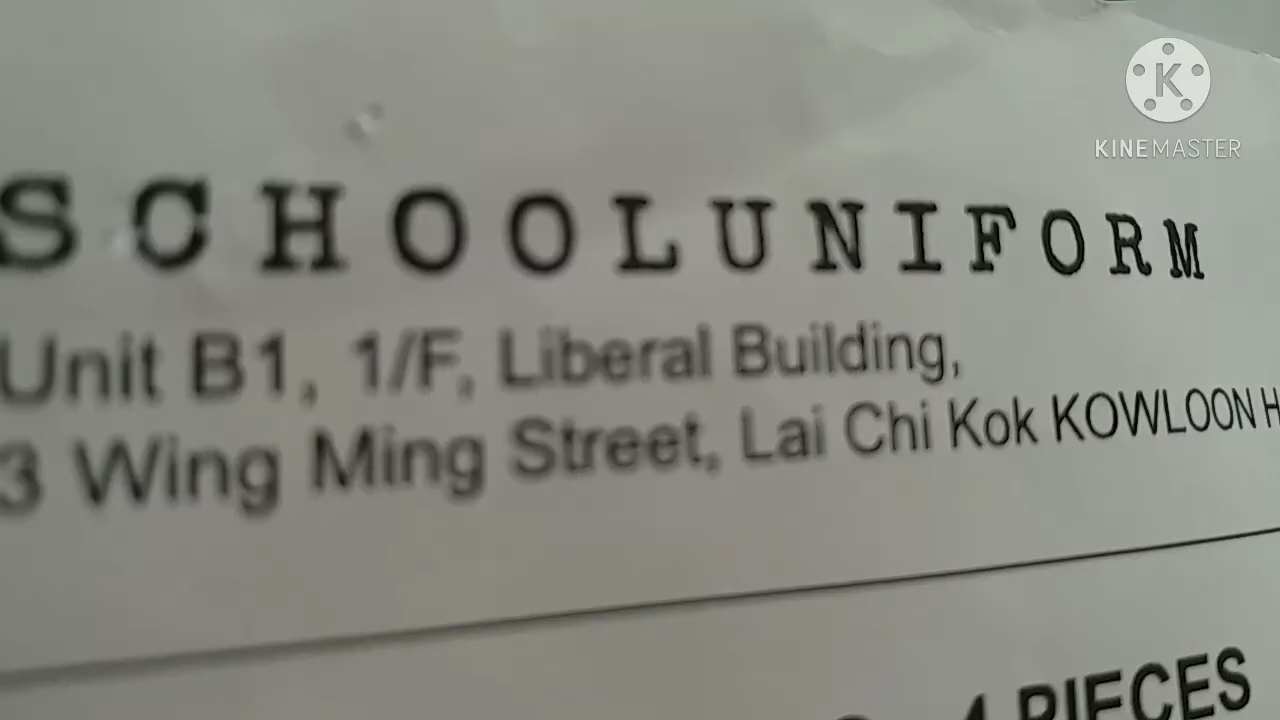 K
KINEMASTER
SCHOOLUNIFORM
Unit B1, 1/F, Liberal Building,
3 Wing Ming Street, Lai Chi Kok KOWLOON H
PIECES